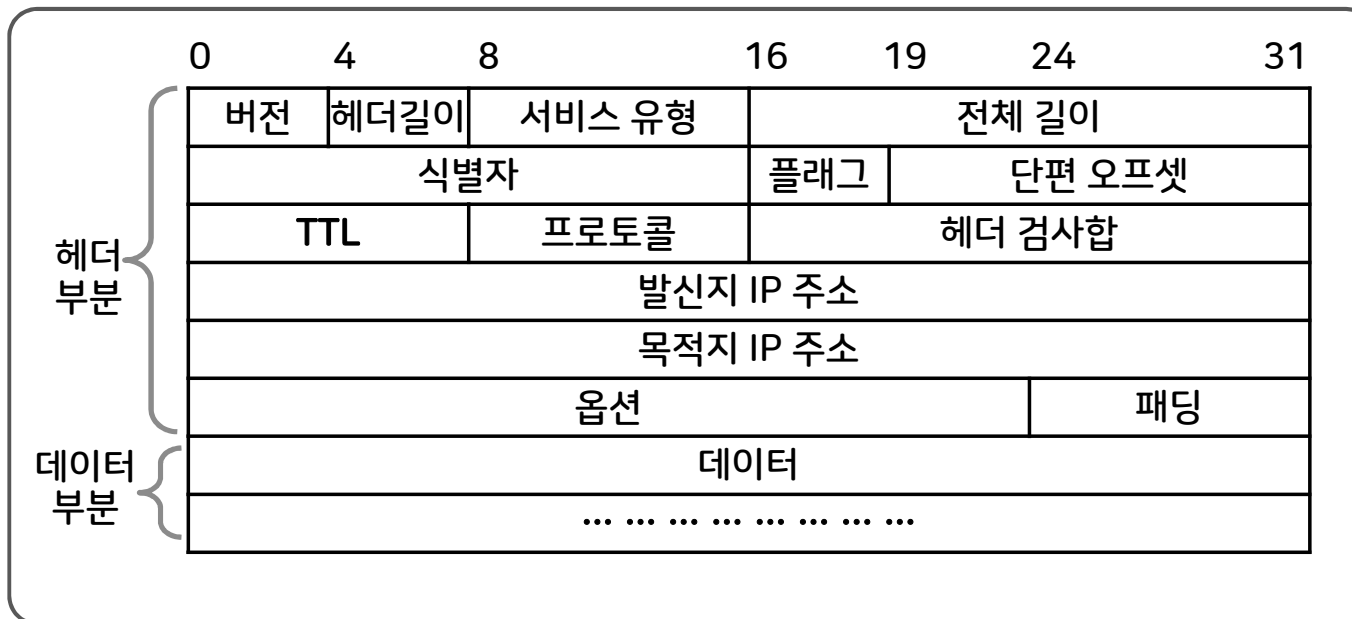 0 4 8 16 19 24 31
버전 헤더길이 서비스 유형 전체 길이
식별자 플래그 단편 오프셋
TTL 프로토콜 헤더 검사합
헤더
부분
발신지 IP 주소
목적지 IP 주소
옵션 패딩
데이터
부분
데이터
... ... ... ... ... ... ... ...